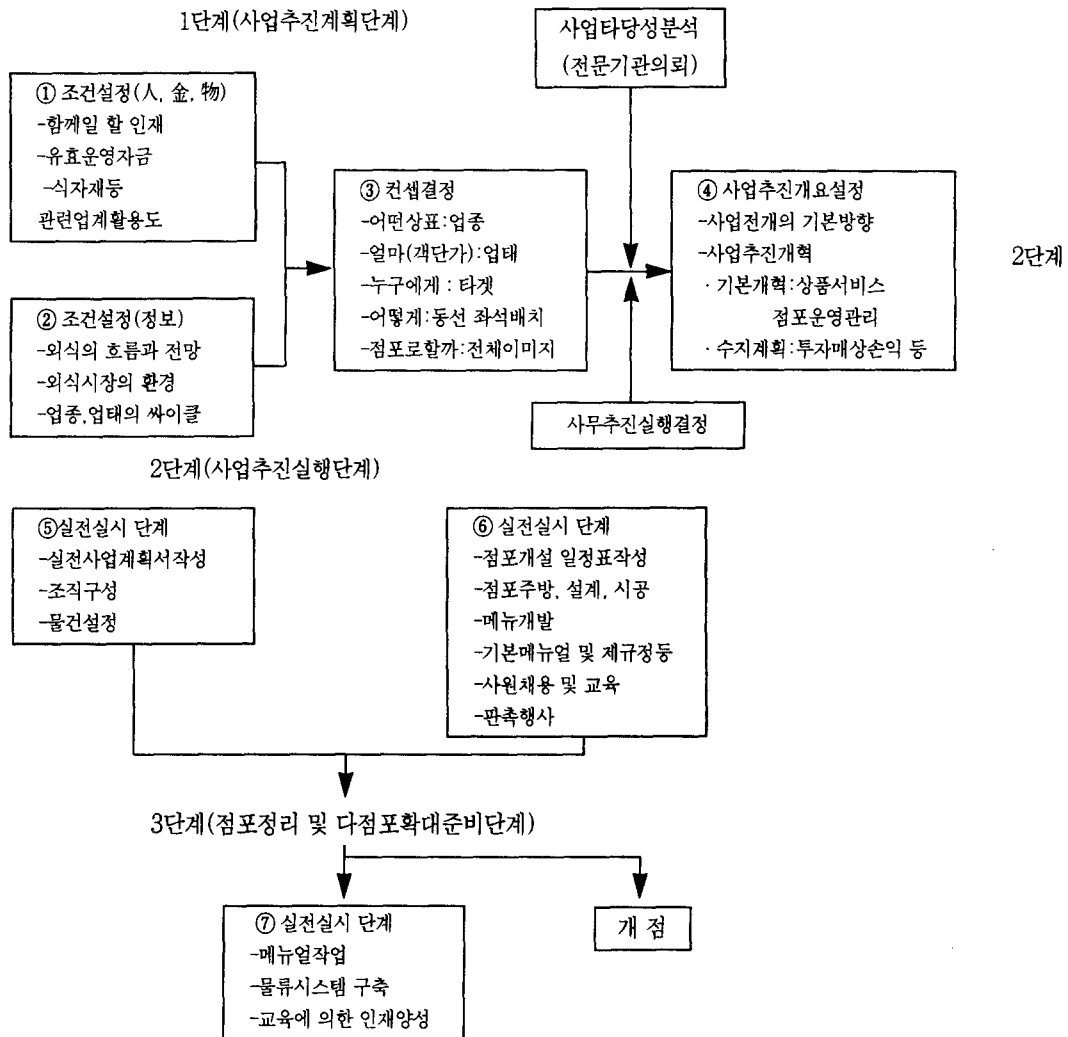 1단계(사업추진계획단계)
사업타당성분석
(전문기관의뢰)
① 조건설정(人, 金, 物)
-함께일 할 인재
-유효운영자금
-식자재등
관련업계활용도
② 조건설정(정보)
-외식의 흐름과 전망
-외식시장의 환경
-업종,업태의 싸이클
③ 컨셉결정
-어떤상표:업종
-얼마(객단가):업태
-누구에게 : 타겟
-어떻게:동선 좌석배치
-점포로할까:전체이미지
④ 사업추진개요설정
-사업전개의 기본방향
-사업추진개혁
· 기본개혁:상품서비스
점포운영관리
· 수지계획:투자매상손익 등
2단계
사무추진실행결정
2단계(사업추진실행단계)
⑤실전실시 단계
-실전사업계획서작성
-조직구성
-물건설정
⑥ 실전실시 단계
-점포개설 일정표작성
-점포주방, 설계, 시공
-메뉴개발
-기본메뉴얼 및 제규정등
-사원채용 및 교육
-판촉행사
3단계(점포정리 및 다점포확대준비단계)
⑦ 실전실시 단계
-메뉴얼작업
-물류시스템 구축
-교육에 의한 인재양성
개 점